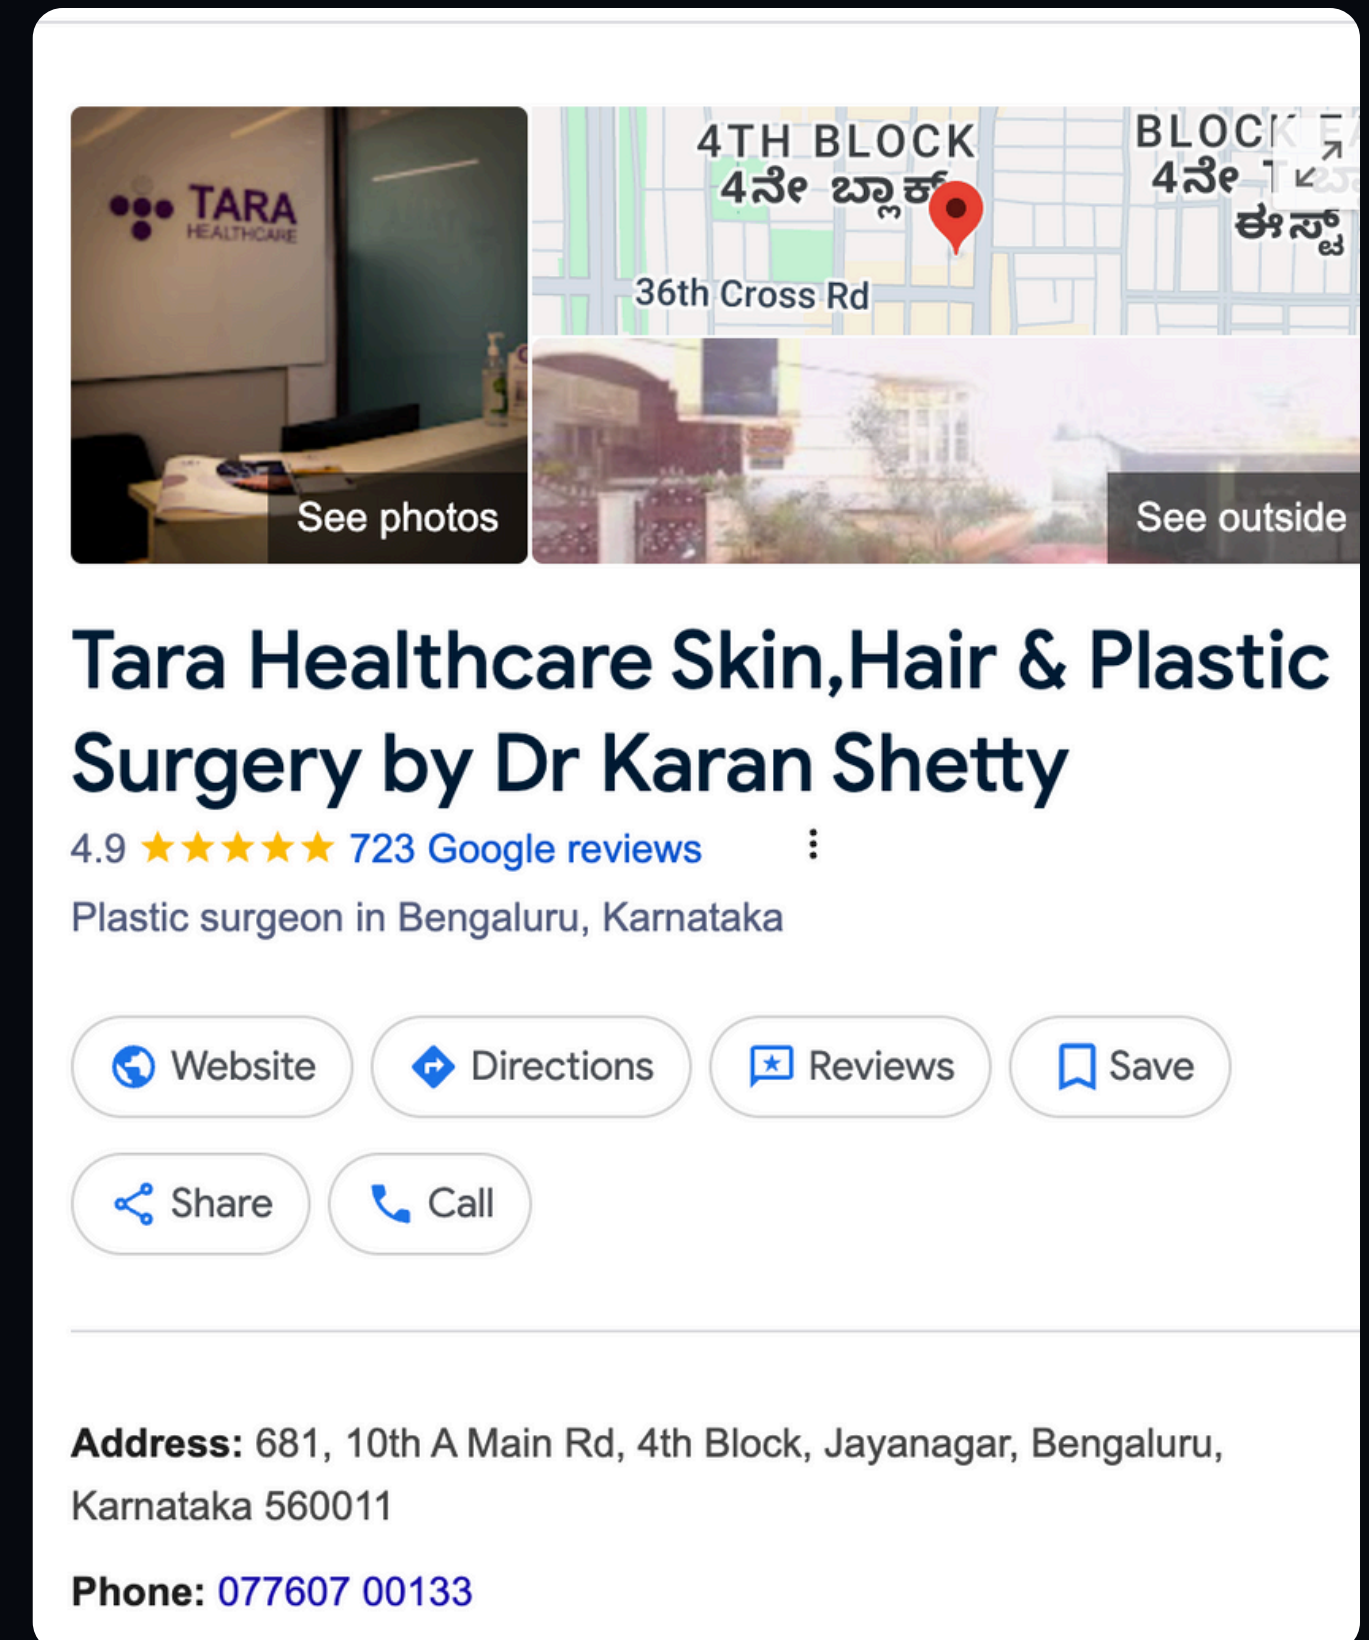 TARA
HEALTHCARE
4TH BLOCK
4ನೇ ಬ್ಲಾಕ್
36th Cross Rd
BLOCK
4ನೇ
ಈಸ್ಟ್
See photos
See outside
Tara Healthcare Skin,Hair & Plastic
Surgery by Dr Karan Shetty
4.9 ★★★★★ 723 Google reviews
Plastic surgeon in Bengaluru, Karnataka
Website
Directions
Reviews
Save
Share
Call
Address: 681, 10th A Main Rd, 4th Block, Jayanagar, Bengaluru,
Karnataka 560011
Phone: 077607 00133